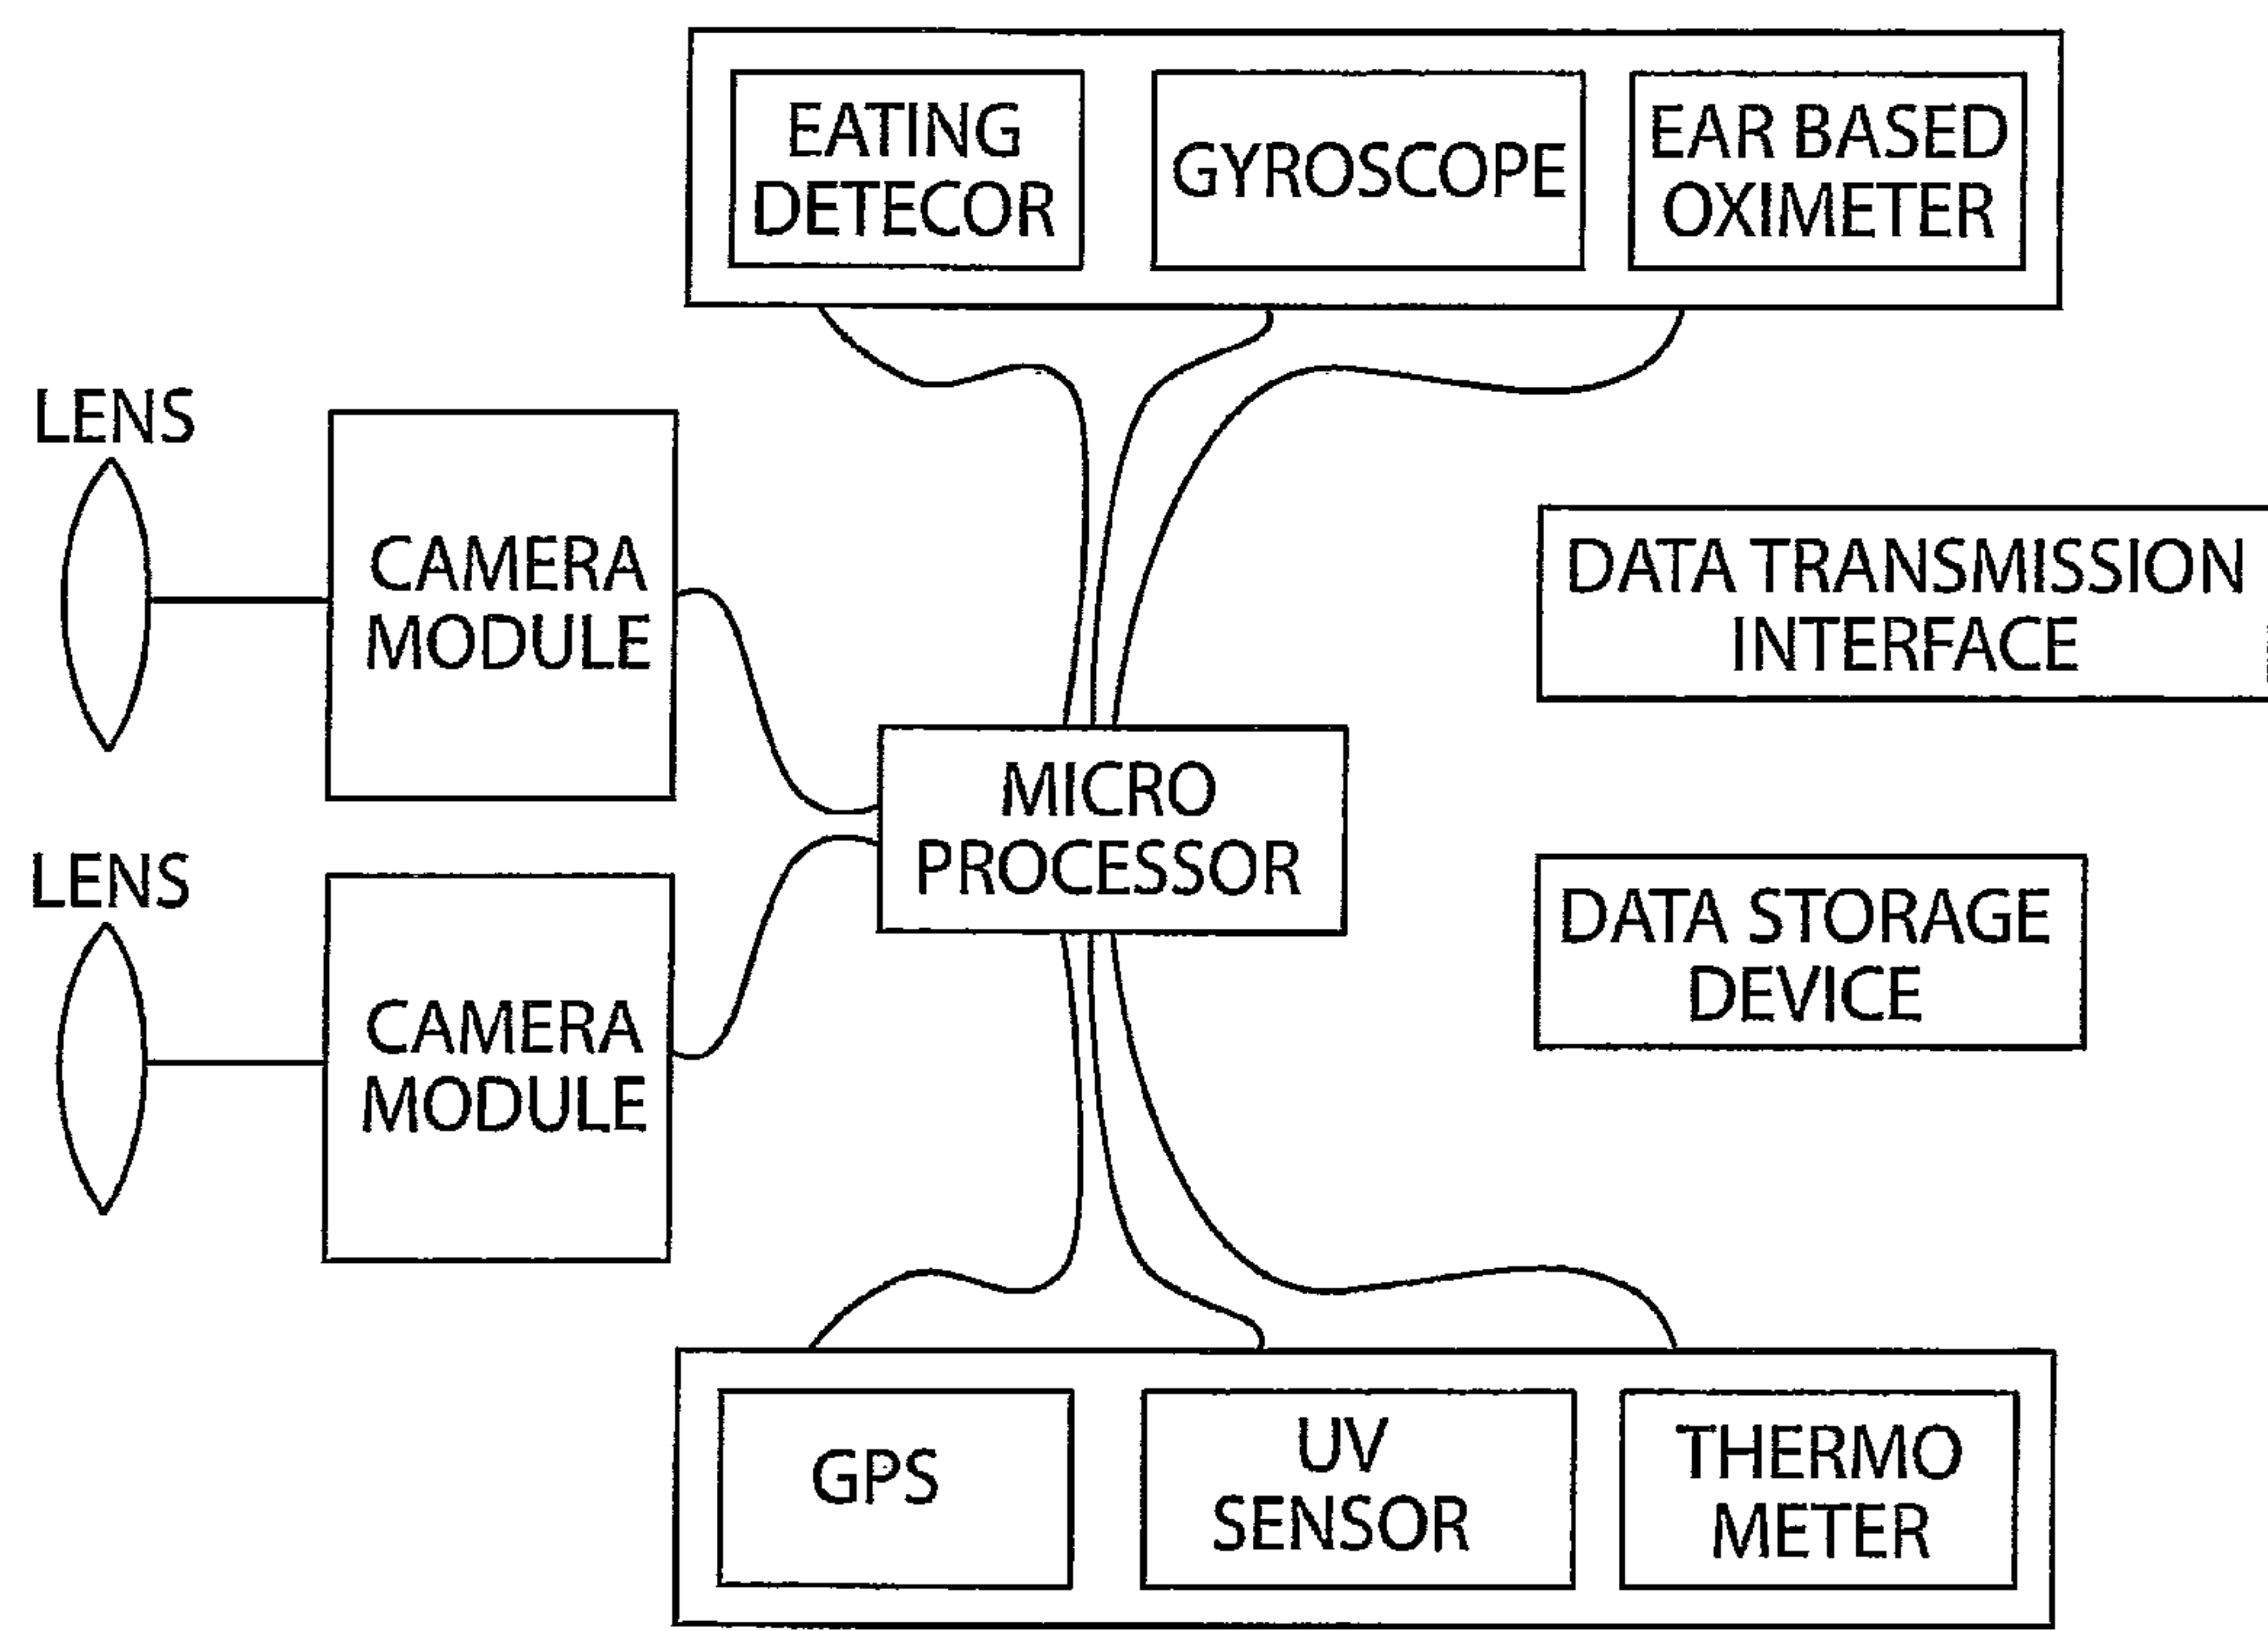 EATING
DETECOR
GYROSCOPE
EAR BASED
OXIMETER
LENS
CAMERA
MODULE
DATA TRANSMISSION
INTERFACE
MICRO
PROCESSOR
LENS
CAMERA
MODULE
DATA STORAGE
DEVICE
GPS
UV
SENSOR
THERMO
METER